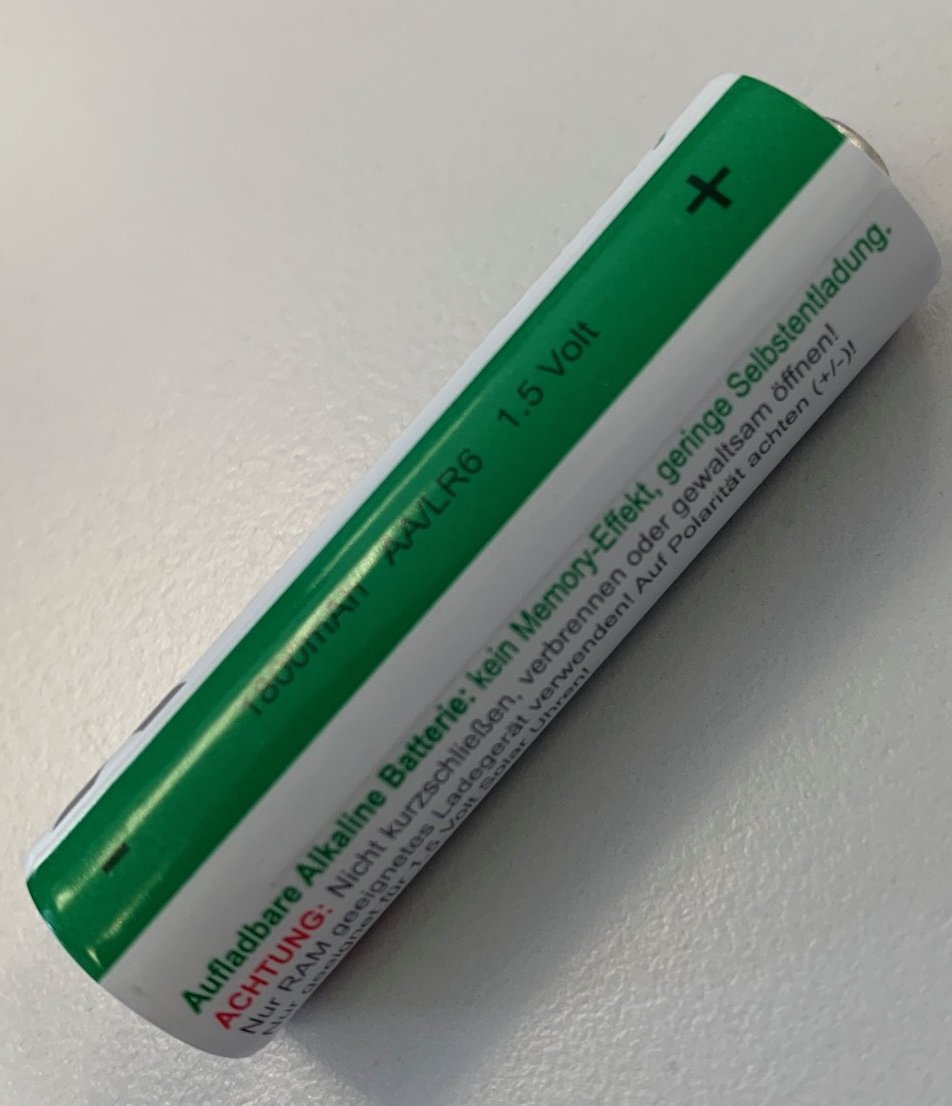 +
1800mAh AA/LR6 1.5 Volt
-
Aufladbare Alkaline Batterie: kein Memory-Effekt, geringe Selbstentladung.
ACHTUNG: Nicht kurzschließen, verbrennen oder gewaltsam öffnen!
Nur RAM geeignetes Ladegerät verwenden! Auf Polarität achten (+/-)!
Nur geeignet für 1.5 Volt Solar Uhren!